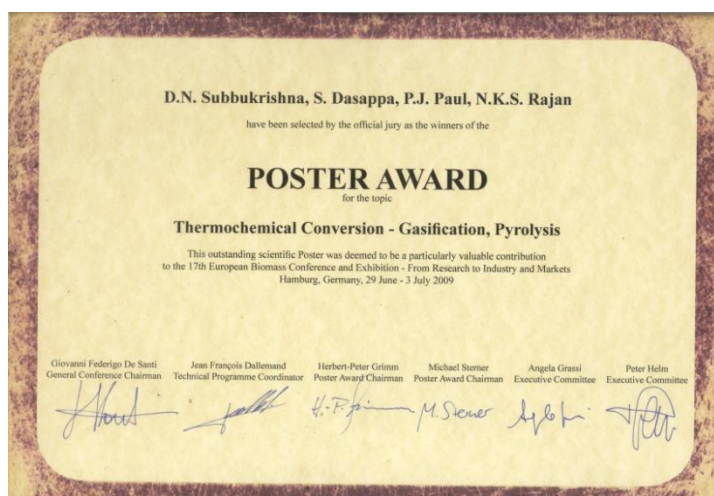 D.N. Subbukrishna, S. Dasappa, P.J. Paul, N.K.S. Rajan
have been selected by the official jury as the winners of the
POSTER AWARD
for the topic
Thermochemical Conversion - Gasification, Pyrolysis
This outstanding scientific Poster was deemed to be a particularly valuable contribution
to the 17th European Biomass Conference and Exhibition - From Research to Industry and Markets
Hamburg, Germany, 29 June - 3 July 2009
Giovanni Federigo De Santi
General Conference Chairman
Jean François Dallemand
Technical Programme Coordinator
Herbert-Peter Grimm
Poster Award Chairman
Michael Sterner
Poster Award Chairman
Angela Grassi
Executive Committee
Peter Helm
Executive Committee
M. Sterner